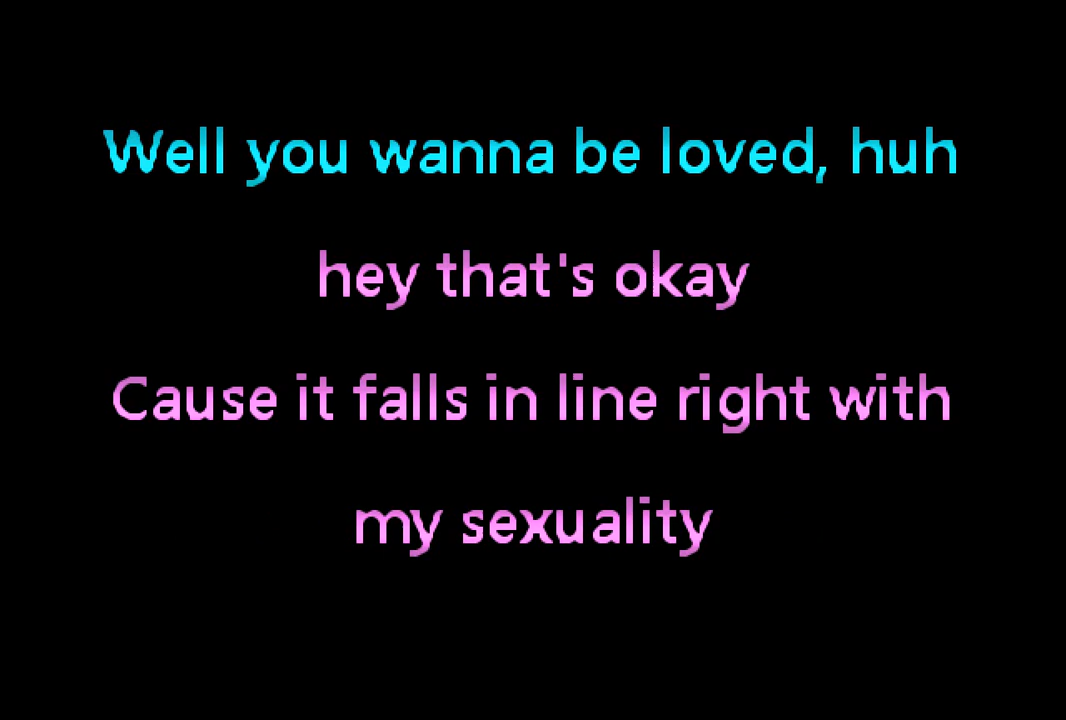 Well you wanna be loved, huh
hey that's okay
Cause it falls in line right with
my sexuality